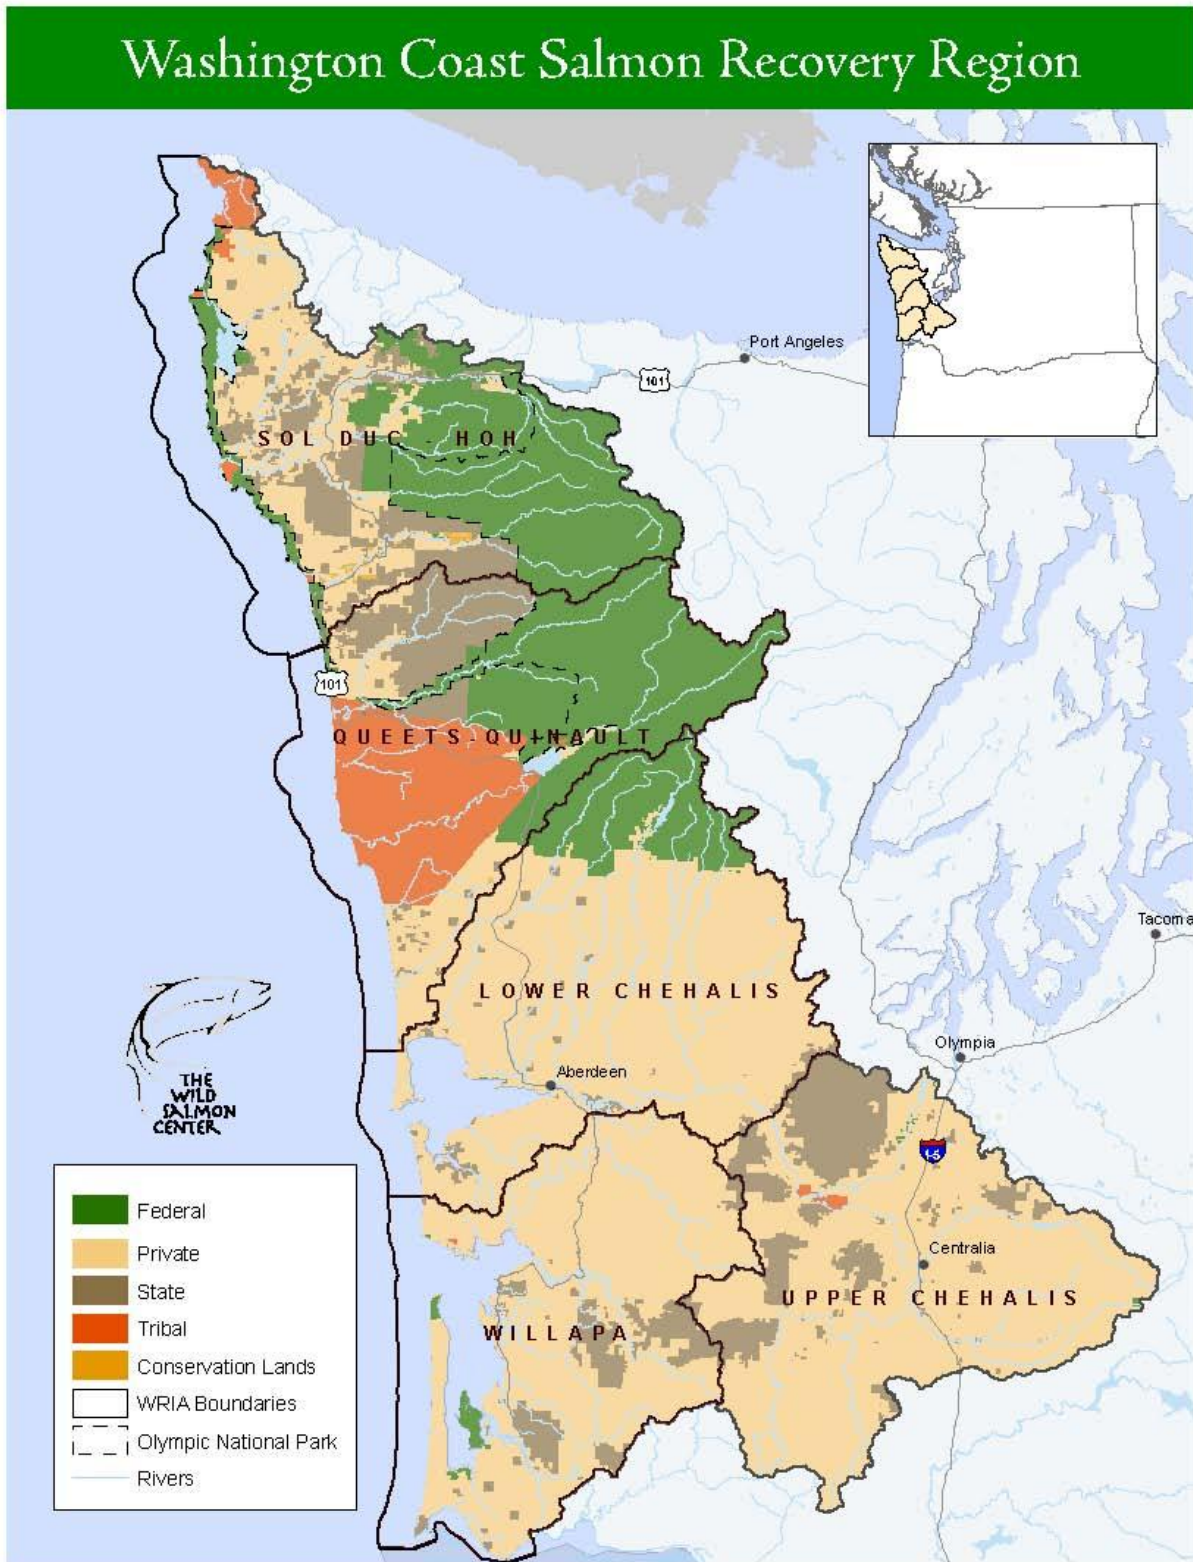 Washington Coast Salmon Recovery Region
Port Angeles
101
SOL DUC - HOH
101
QUEETS-QUINAULT
Tacoma
LOWER CHEHALIS
Olympia
Aberdeen
THE
WILD
SALMON
CENTER
I-5
Centralia
UPPER CHEHALIS
WILLAPA
Federal
Private
State
Tribal
Conservation Lands
WRIA Boundaries
Olympic National Park
Rivers